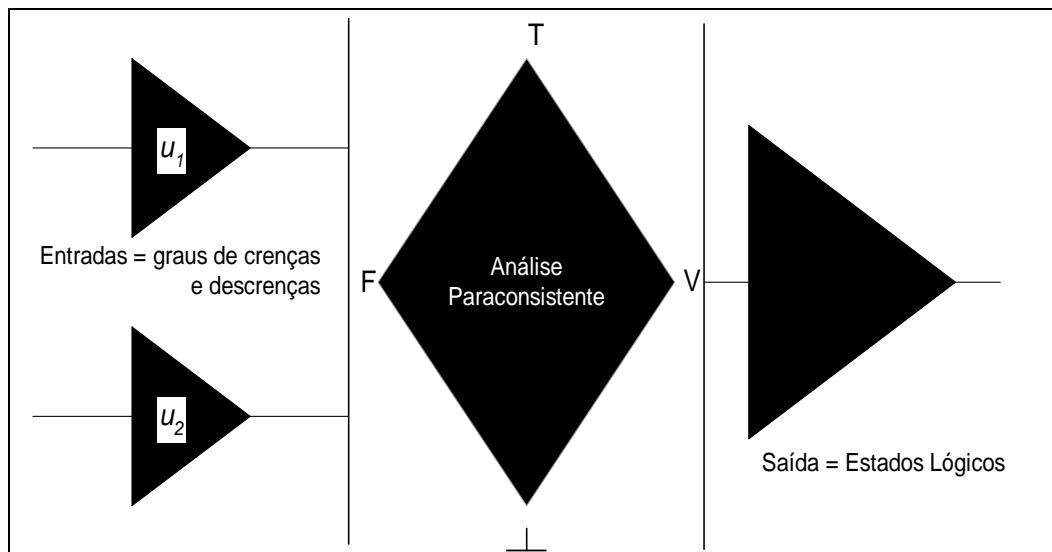 T
u1
Entradas = graus de crenças
e descrenças
F
Análise
Paraconsistente
V
u2
Saída = Estados Lógicos
⊥